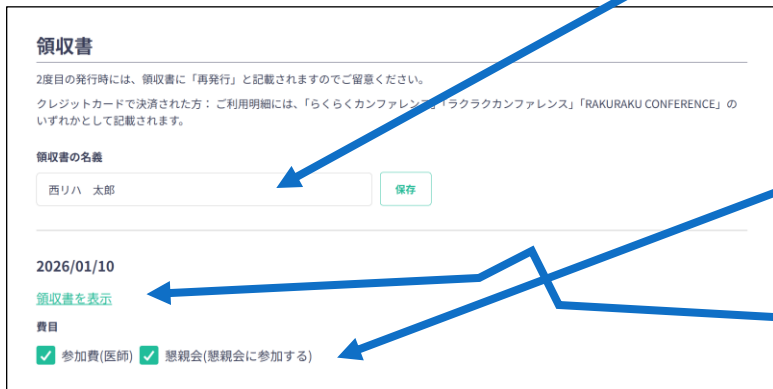 領収書
2度目の発行時には、領収書に「再発行」と記載されますのでご留意ください。
クレジットカードで決済された方： ご利用明細には、「らくらくカンファレンス」「ラクラクカンファレンス」「RAKURAKU CONFERENCE」の
いずれかとして記載されます。
領収書の名義
西リハ　太郎
保存
2026/01/10
領収書を表示
費目
参加費(医師) 懇親会(懇親会に参加する)